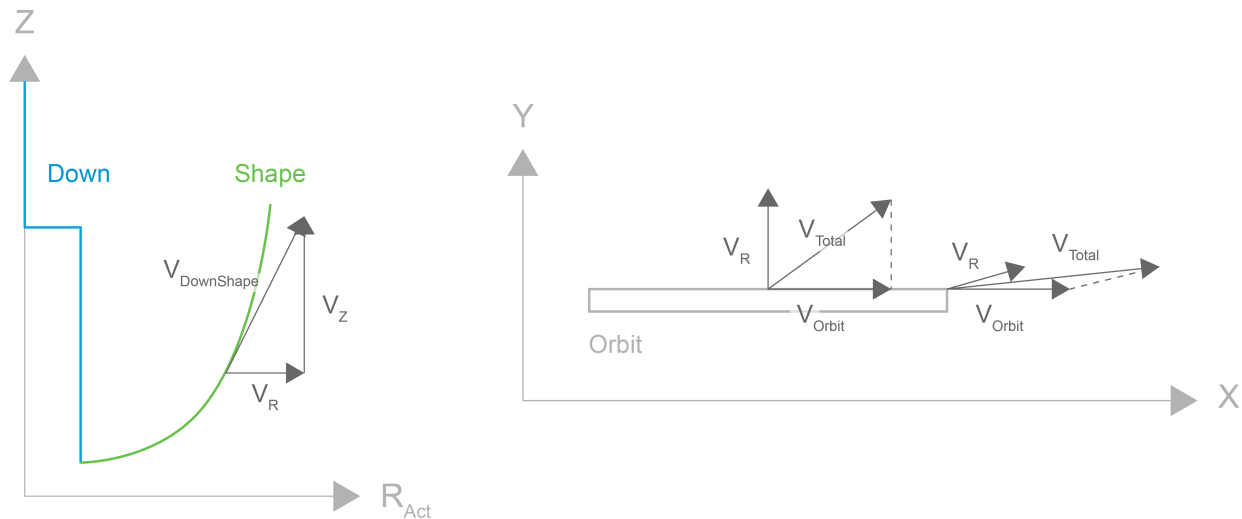 Z
Down
Shape
V DownShape
V Z
V R
R Act
Y
V R
V Total
V Orbit
V R
V Total
V Orbit
Orbit
X